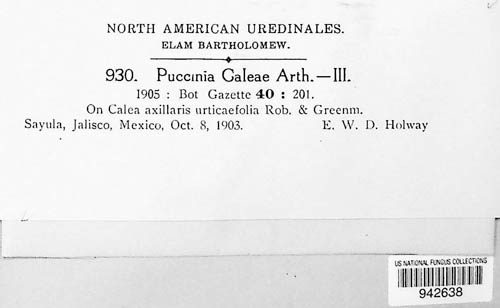 NORTH AMERICAN UREDINALES.
ELAM BARTHOLOMEW.
930. Puccinia Caleae Arth.—III.
1905 : Bot Gazette 40 : 201.
On Calea axillaris urticaefolia Rob. & Greenm.
Sayula, Jalisco, Mexico, Oct. 8, 1903. E. W. D. Holway
US NATIONAL FUNGUS COLLECTIONS
942638